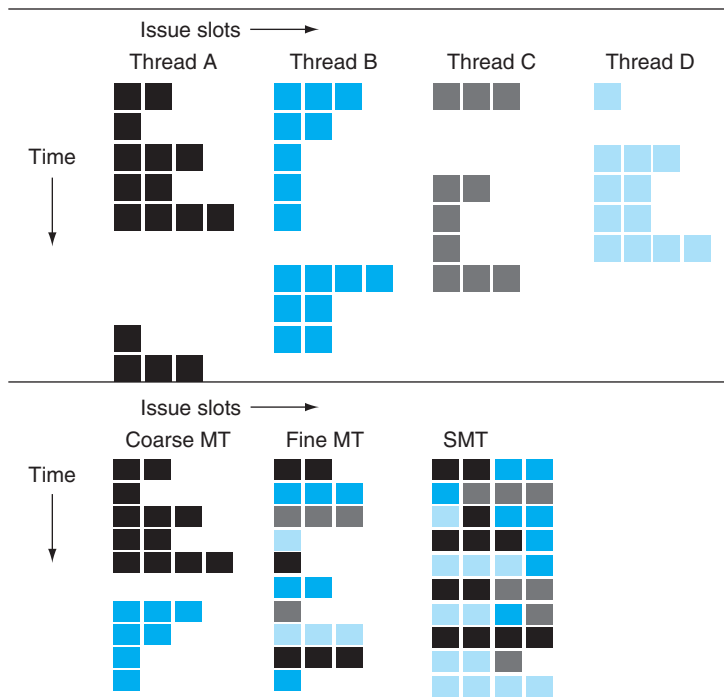 Issue slots
Thread A Thread B Thread C Thread D
Time
Issue slots
Coarse MT Fine MT SMT
Time